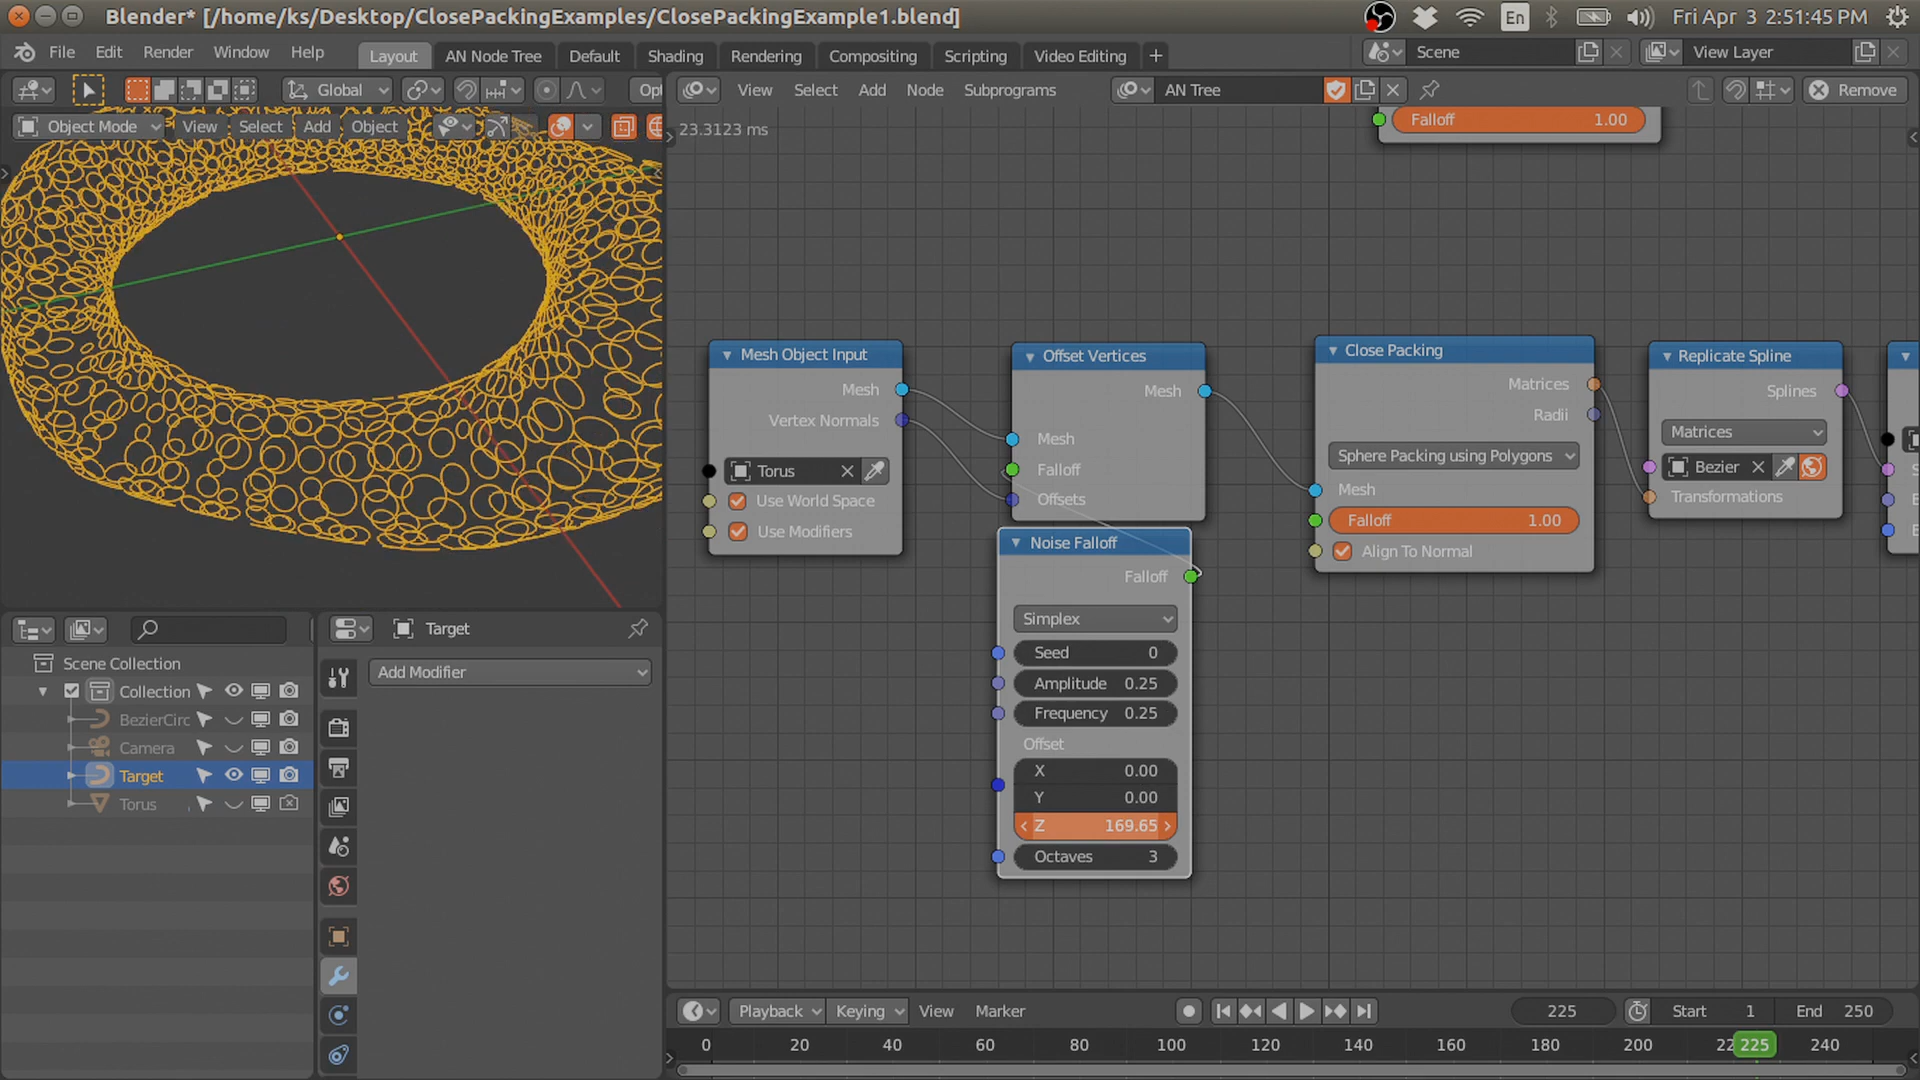 Blender* [/home/ks/Desktop/ClosePackingExamples/ClosePackingExample1.blend]
En
Fri Apr 3 2:51:45 PM
File Edit Render Window Help
Layout AN Node Tree Default Shading Rendering Compositing Scripting Video Editing +
Scene
View Layer
Global
View Select Add Node Subprograms
AN Tree
Remove
Object Mode View Select Add Object
23.3123 ms
Falloff 1.00
Mesh Object Input
Mesh
Vertex Normals
Torus
Use World Space
Use Modifiers
Offset Vertices
Mesh
Mesh
Falloff
Offsets
Noise Falloff
Falloff
Simplex
Seed 0
Amplitude 0.25
Frequency 0.25
Offset
X 0.00
Y 0.00
Z 169.65
Octaves 3
Close Packing
Matrices
Radii
Sphere Packing using Polygons
Mesh
Falloff 1.00
Align To Normal
Replicate Spline
Splines
Matrices
Bezier
Transformations
Scene Collection
Collection
BezierCirc
Camera
Target
Torus
Target
Add Modifier
Playback Keying View Marker
225
Start 1
End 250
0 20 40 60 80 100 120 140 160 180 200 225 240